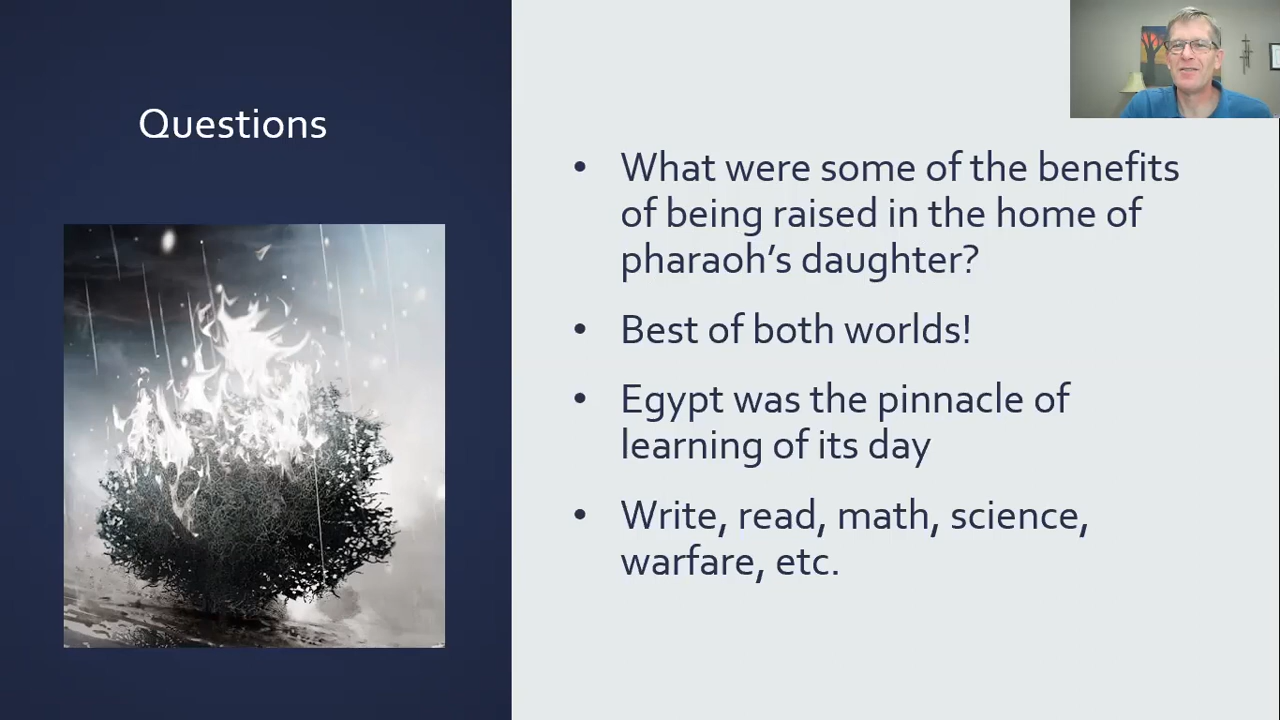 Questions
• What were some of the benefits
of being raised in the home of
pharaoh’s daughter?
• Best of both worlds!
• Egypt was the pinnacle of
learning of its day
• Write, read, math, science,
warfare, etc.